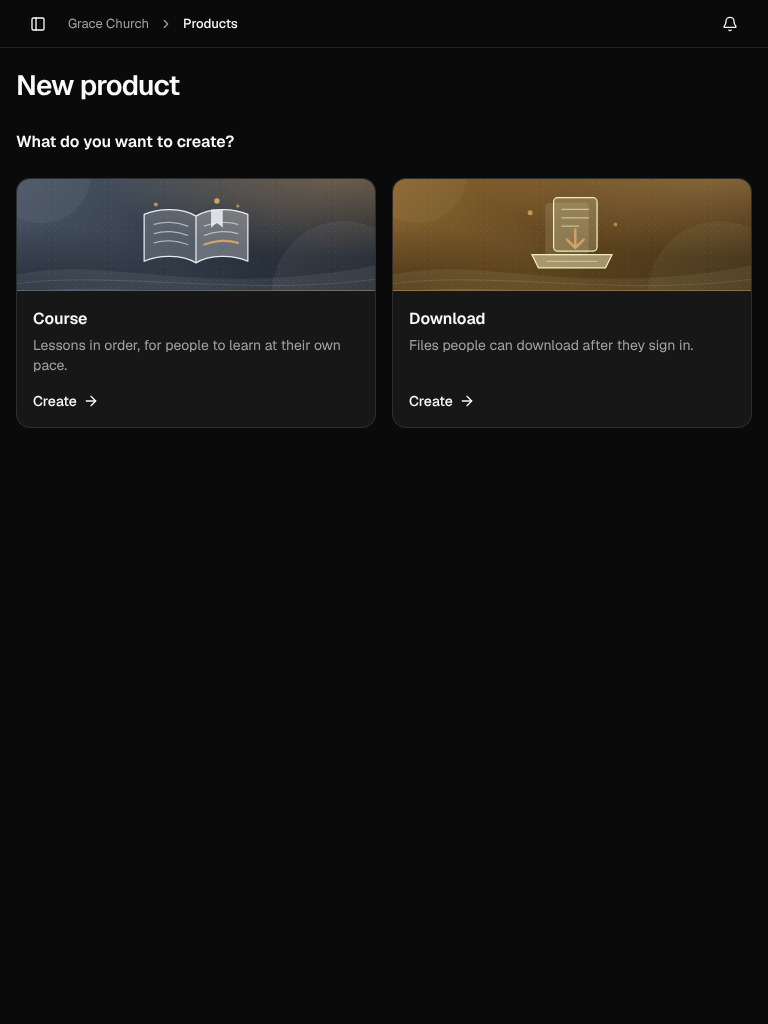 Grace Church > Products
New product
What do you want to create?
Course
Lessons in order, for people to learn at their own
pace.
Create →
Download
Files people can download after they sign in.
Create →